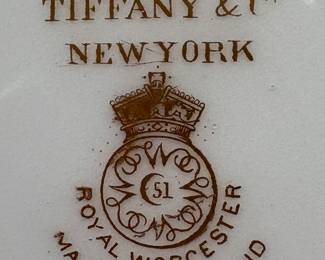 TIFFANY & C
NEW YORK
C 51
ROYAL WORCESTER